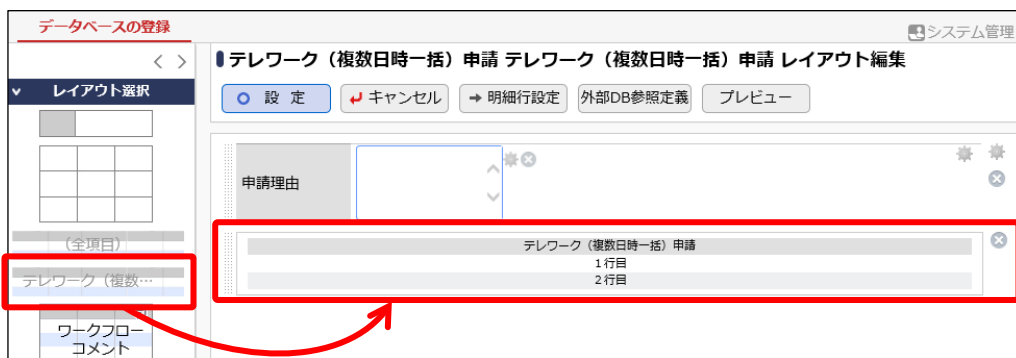 データベースの登録
システム管理
レイアウト選択
(全項目)
テレワーク（複数…
ワークフロー
コメント
テレワーク（複数日時一括）申請 テレワーク（複数日時一括）申請 レイアウト編集
設 定
キャンセル
明細行設定
外部DB参照定義
プレビュー
申請理由
テレワーク（複数日時一括）申請
1行目
2行目